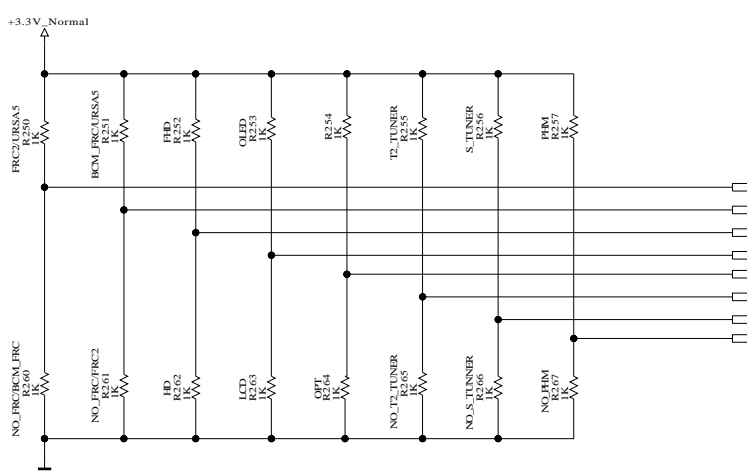 +3.3V_Normal
FRC2/URSA5
R250
1K
BCM_FRC/URSA5
R251
1K
FHD
R252
1K
OLED
R253
1K
R254
1K
T2_TUNER
R255
1K
S_TUNER
R256
1K
PHM
R257
1K
NO_FRC/BCM_FRC
R260
1K
NO_FRC/FRC2
R261
1K
HD
R262
1K
LCD
R263
1K
OPT
R264
1K
NO_T2_TUNER
R265
1K
NO_S_TUNNER
R266
1K
NO_PHM
R267
1K